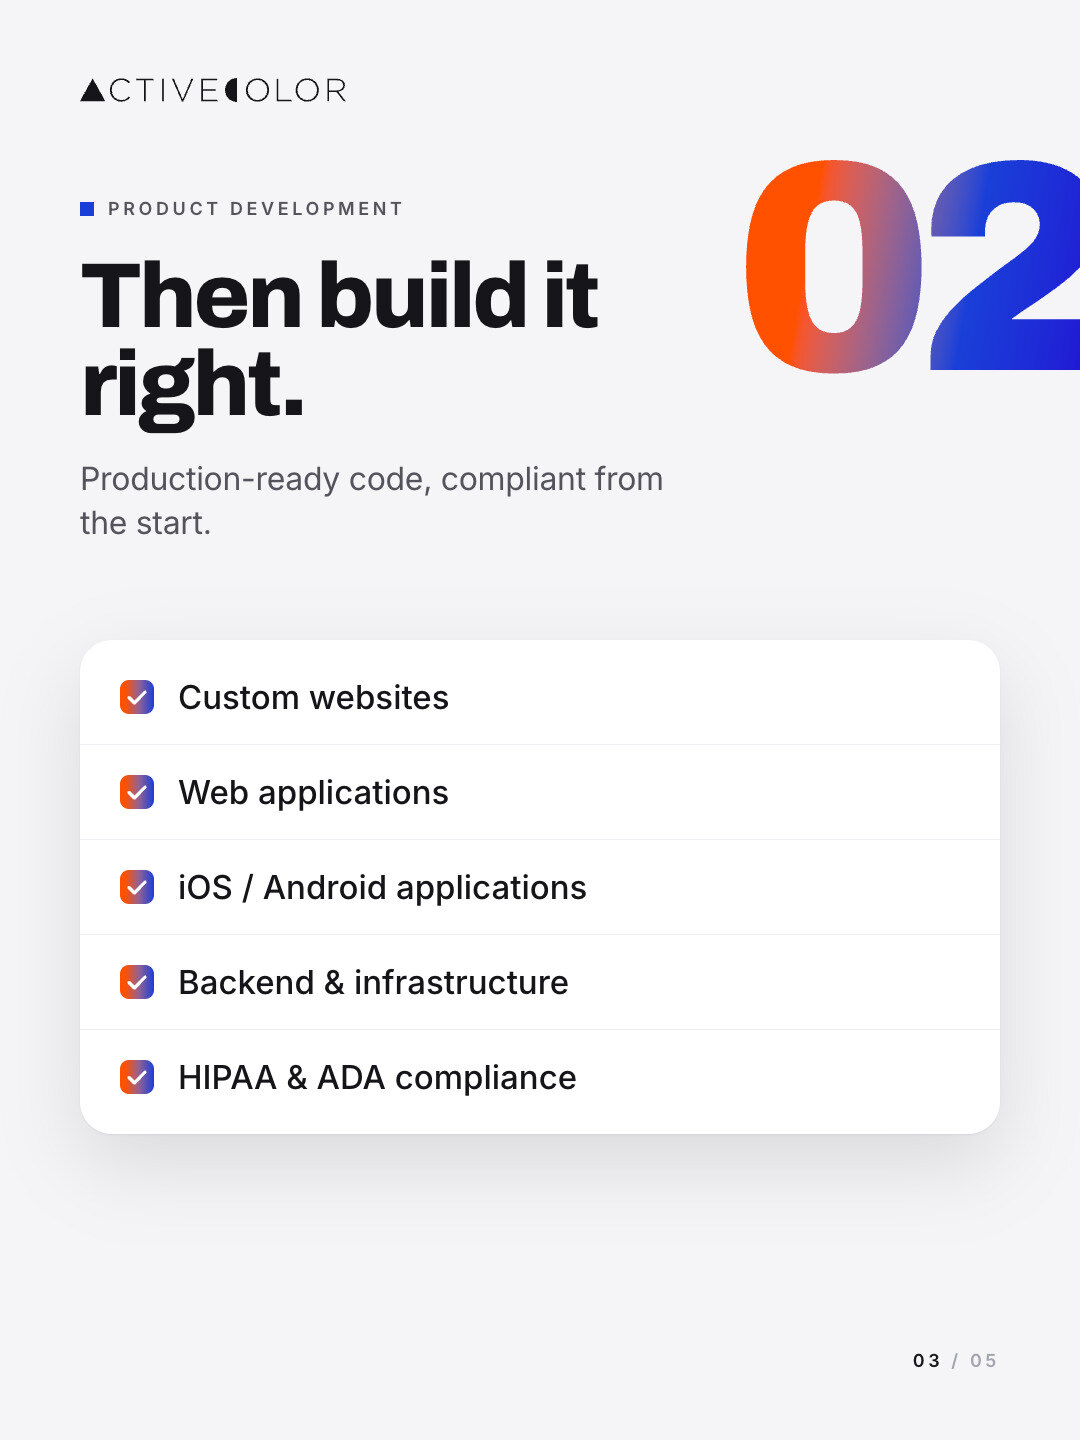 ACTIVECOLOR
02
PRODUCT DEVELOPMENT
Then build it
right.
Production-ready code, compliant from
the start.
Custom websites
Web applications
iOS / Android applications
Backend & infrastructure
HIPAA & ADA compliance
03 / 05